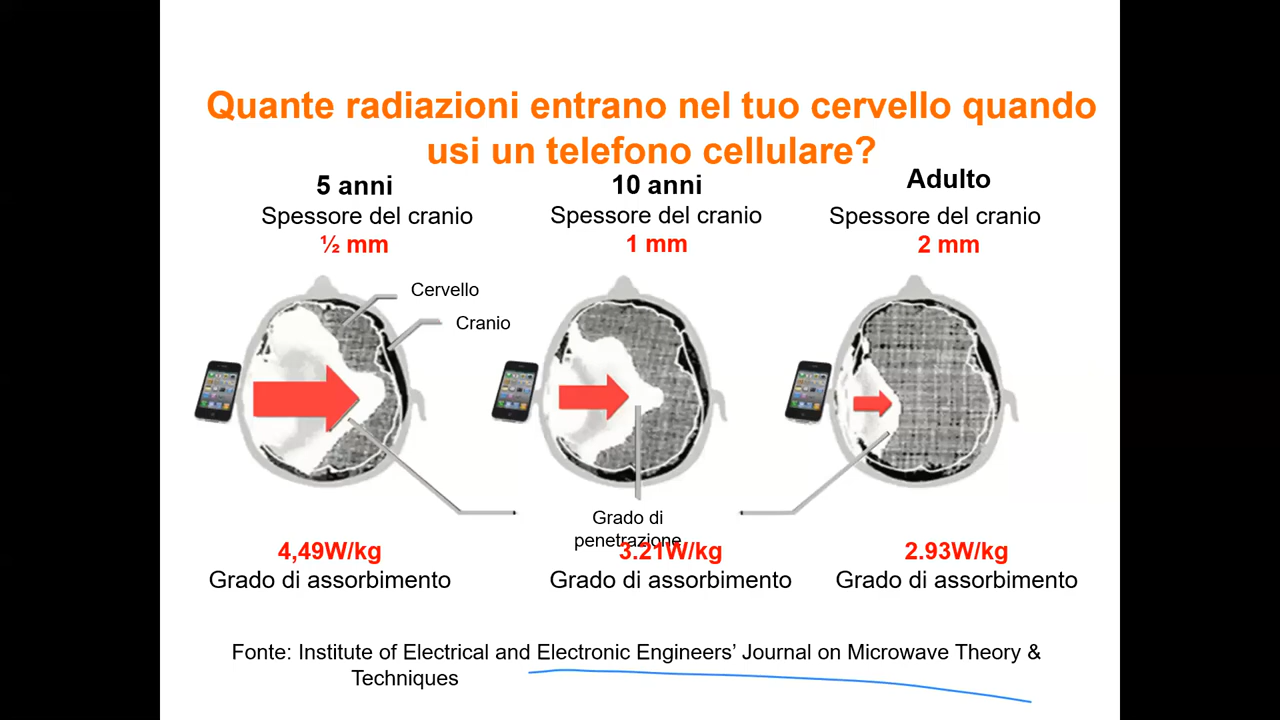 Quante radiazioni entrano nel tuo cervello quando
usi un telefono cellulare?
5 anni
Spessore del cranio
½ mm
10 anni
Spessore del cranio
1 mm
Adulto
Spessore del cranio
2 mm
Cervello
Cranio
Grado di
penetrazione
4,49W/kg
Grado di assorbimento
3.21W/kg
Grado di assorbimento
2.93W/kg
Grado di assorbimento
Fonte: Institute of Electrical and Electronic Engineers’ Journal on Microwave Theory &
Techniques